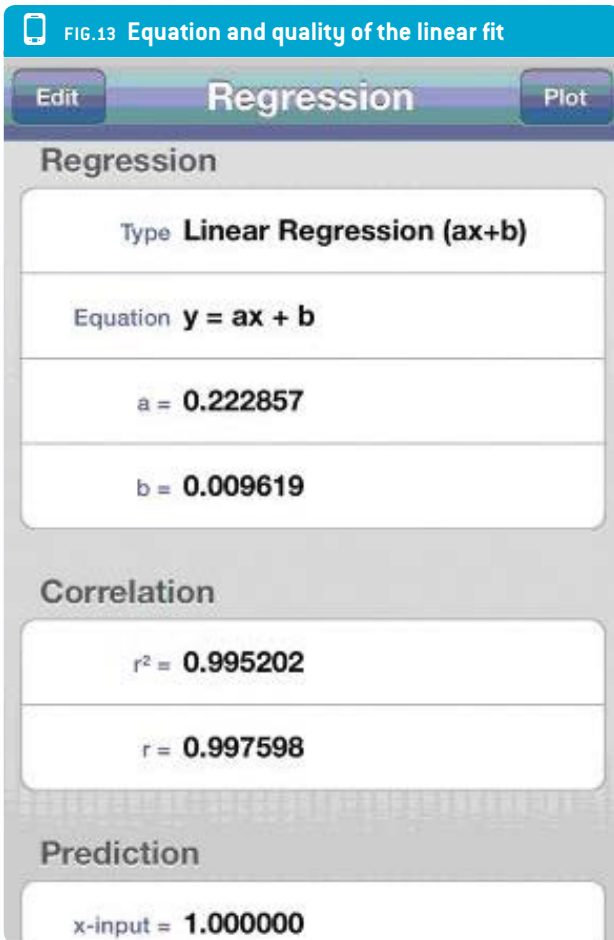 FIG.13 Equation and quality of the linear fit
Edit Regression Plot
Regression
Type Linear Regression (ax+b)
Equation y = ax + b
a = 0.222857
b = 0.009619
Correlation
r² = 0.995202
r = 0.997598
Prediction
x-input = 1.000000